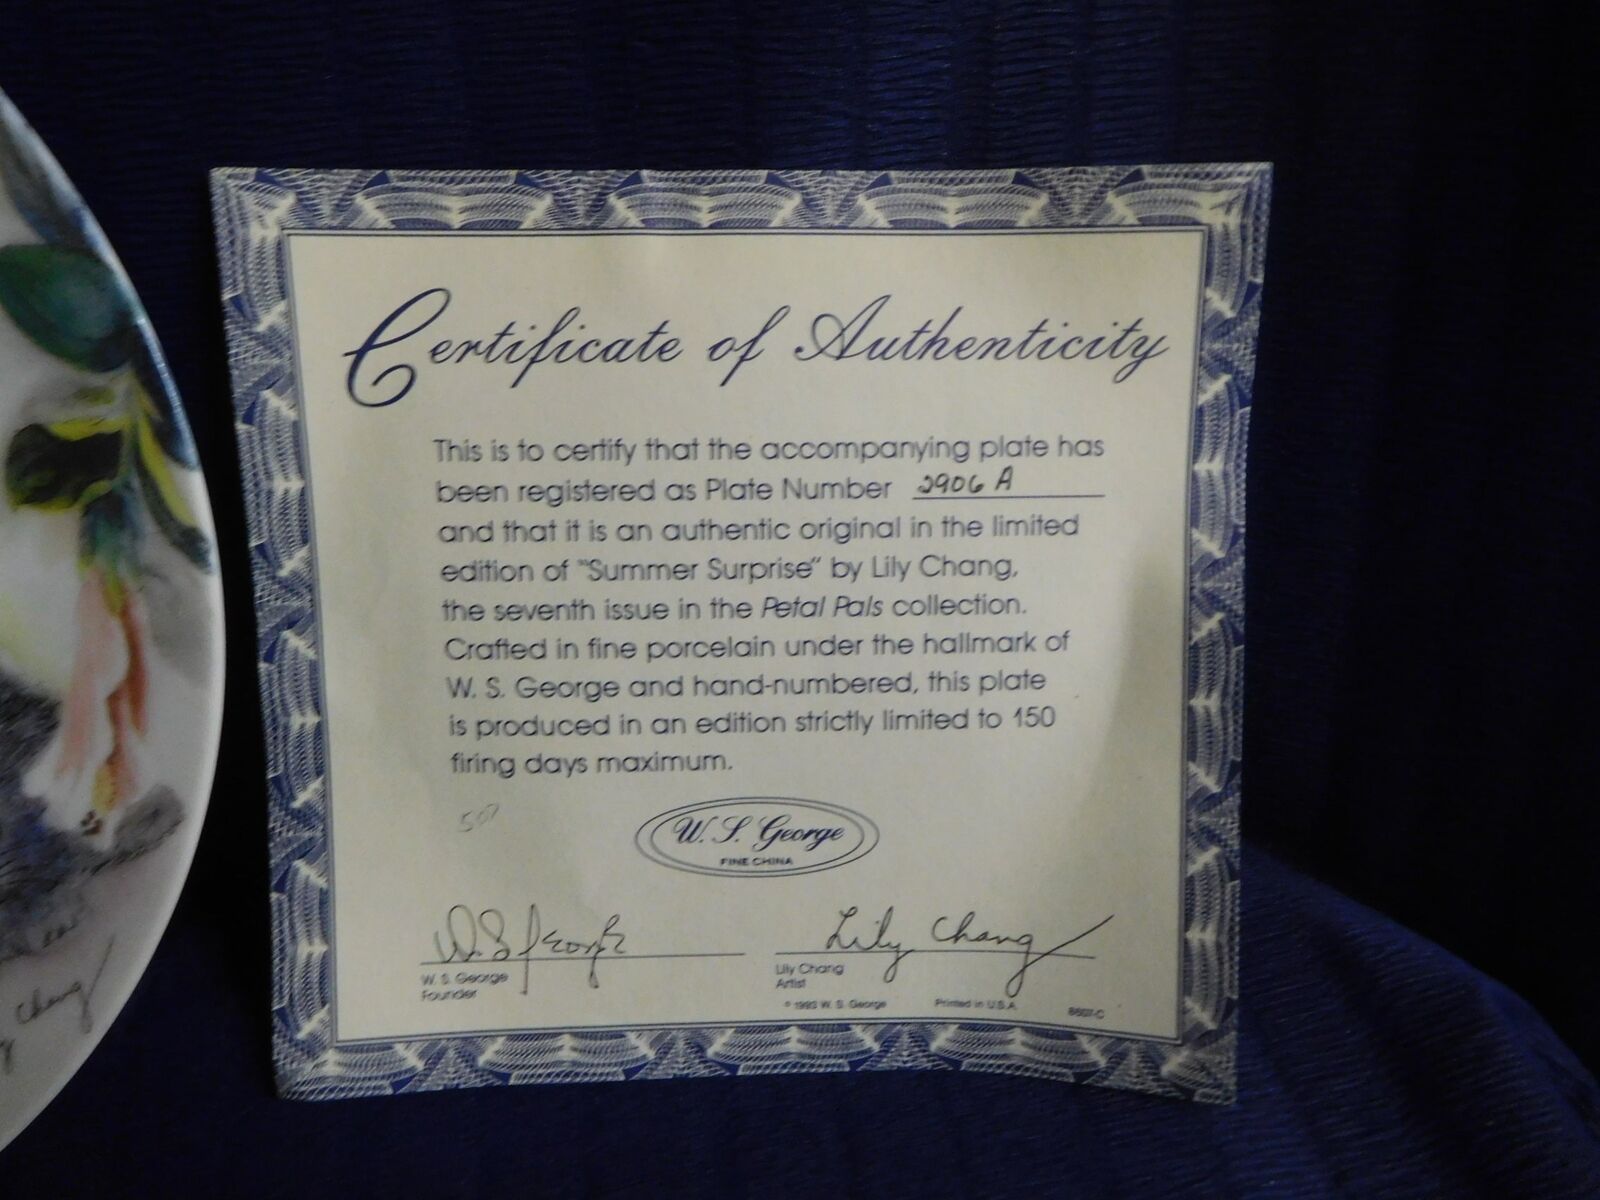 Certificate of Authenticity
This is to certify that the accompanying plate has
been registered as Plate Number 2906 A
and that it is an authentic original in the limited
edition of "Summer Surprise" by Lily Chang,
the seventh issue in the Petal Pals collection.
Crafted in fine porcelain under the hallmark of
W. S. George and hand-numbered, this plate
is produced in an edition strictly limited to 150
firing days maximum.
507
W. S. George
FINE CHINA
W. S. George
Lily Chang
W. S. George
Founder
Lily Chang
Artist
© 1993 W. S. George Printed in U.S.A.
Chang